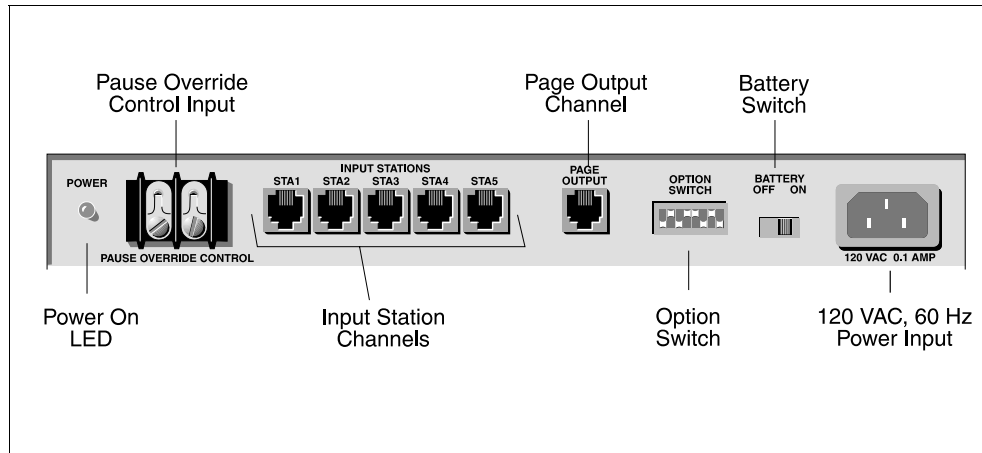 Pause Override
Control Input
Page Output
Channel
Battery
Switch
POWER
INPUT STATIONS
STA1 STA2 STA3 STA4 STA5
PAGE
OUTPUT
OPTION
SWITCH
BATTERY
OFF ON
PAUSE OVERRIDE CONTROL
120 VAC 0.1 AMP
Power On
LED
Input Station
Channels
Option
Switch
120 VAC, 60 Hz
Power Input